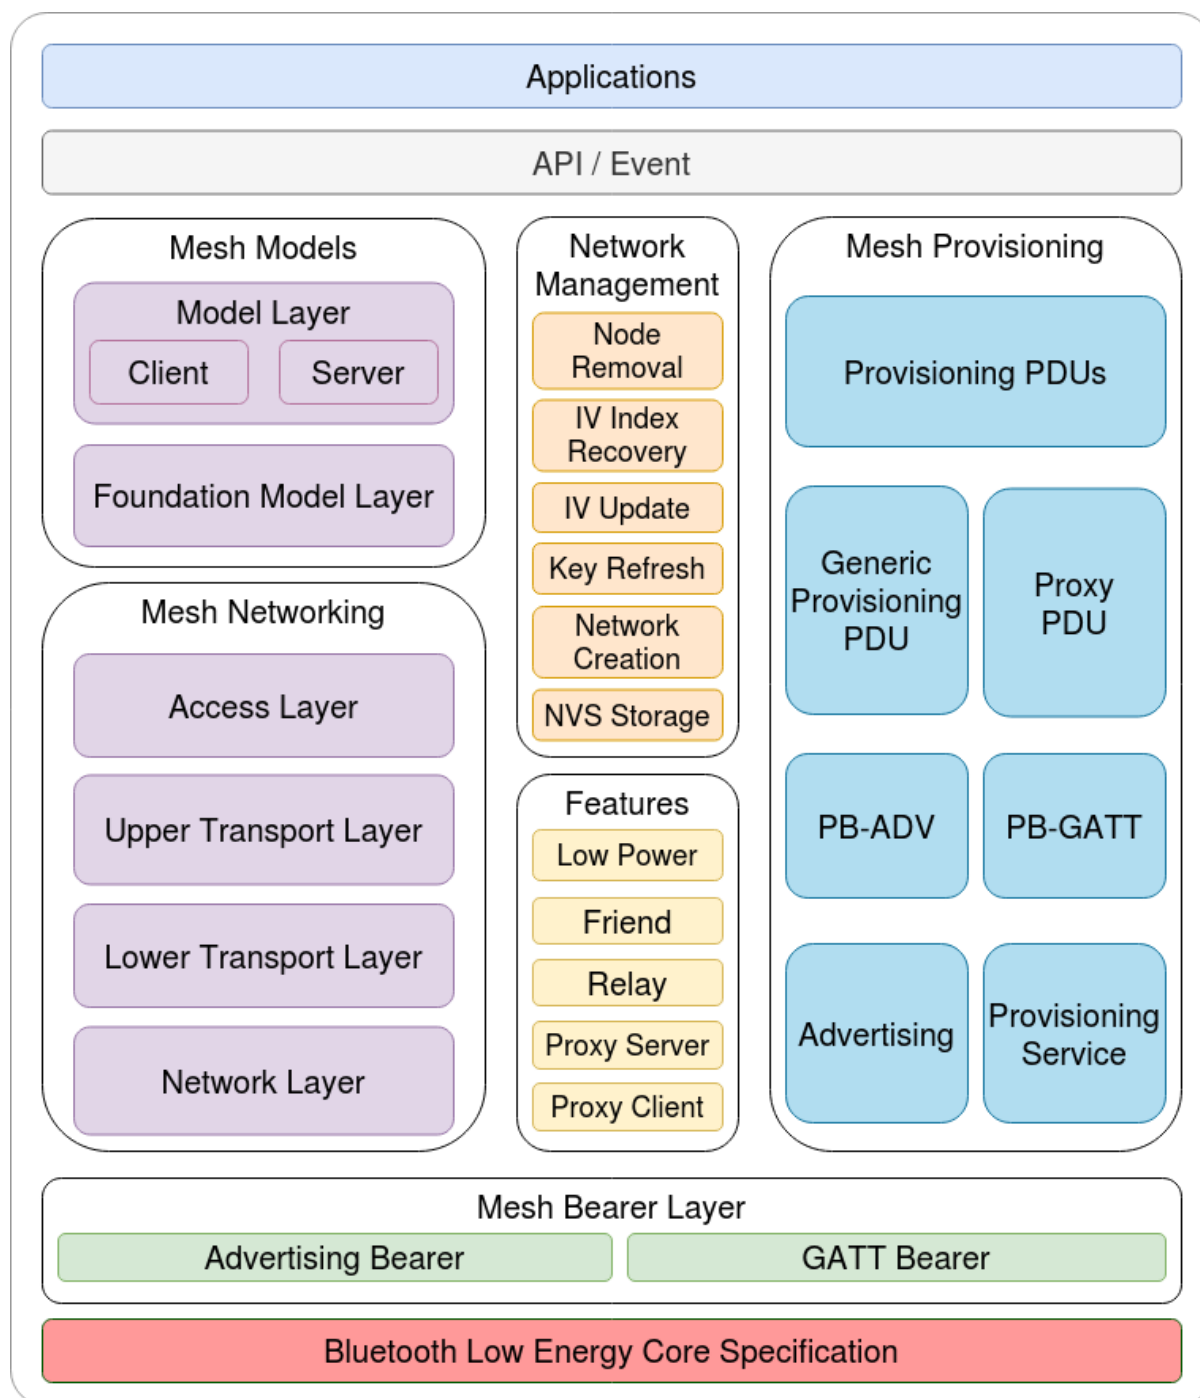 Applications
API / Event
Mesh Models
Model Layer
Client
Server
Foundation Model Layer
Mesh Networking
Access Layer
Upper Transport Layer
Lower Transport Layer
Network Layer
Network
Management
Node
Removal
IV Index
Recovery
IV Update
Key Refresh
Network
Creation
NVS Storage
Features
Low Power
Friend
Relay
Proxy Server
Proxy Client
Mesh Provisioning
Provisioning PDUs
Generic
Provisioning
PDU
Proxy
PDU
PB-ADV
PB-GATT
Advertising
Provisioning
Service
Mesh Bearer Layer
Advertising Bearer
GATT Bearer
Bluetooth Low Energy Core Specification